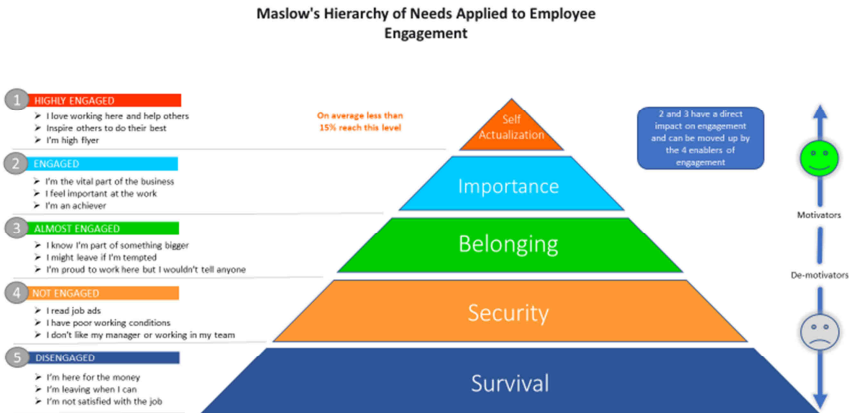 Maslow's Hierarchy of Needs Applied to Employee
Engagement
1 HIGHLY ENGAGED
➢ I love working here and help others
➢ Inspire others to do their best
➢ I'm high flyer
On average less than
15% reach this level
Self
Actualization
2 and 3 have a direct
impact on engagement
and can be moved up by
the 4 enablers of
engagement
2 ENGAGED
➢ I'm the vital part of the business
➢ I feel important at the work
➢ I'm an achiever
Importance
3 ALMOST ENGAGED
➢ I know I'm part of something bigger
➢ I might leave if I'm tempted
➢ I'm proud to work here but I wouldn't tell anyone
Belonging
Motivators
De-motivators
4 NOT ENGAGED
➢ I read job ads
➢ I have poor working conditions
➢ I don't like my manager or working in my team
Security
5 DISENGAGED
➢ I'm here for the money
➢ I'm leaving when I can
➢ I'm not satisfied with the job
Survival